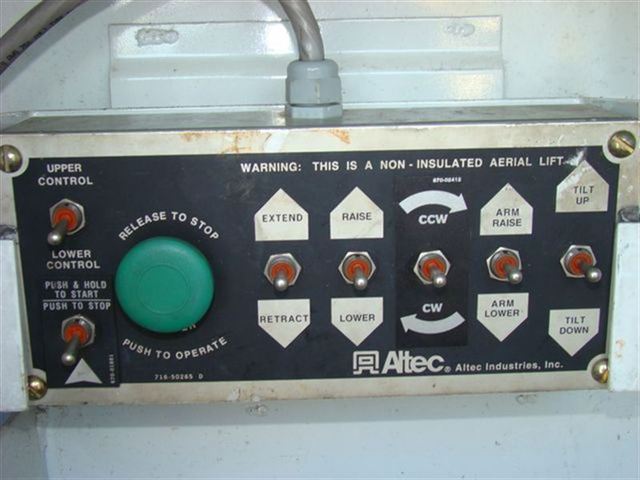 UPPER
CONTROL
LOWER
CONTROL
PUSH & HOLD
TO START
PUSH TO STOP
RELEASE TO STOP
PUSH TO OPERATE
716-50265 D
WARNING: THIS IS A NON - INSULATED AERIAL LIFT
EXTEND
RAISE
CCW
ARM
RAISE
TILT
UP
RETRACT
LOWER
CW
ARM
LOWER
TILT
DOWN
Altec® Altec Industries, Inc.